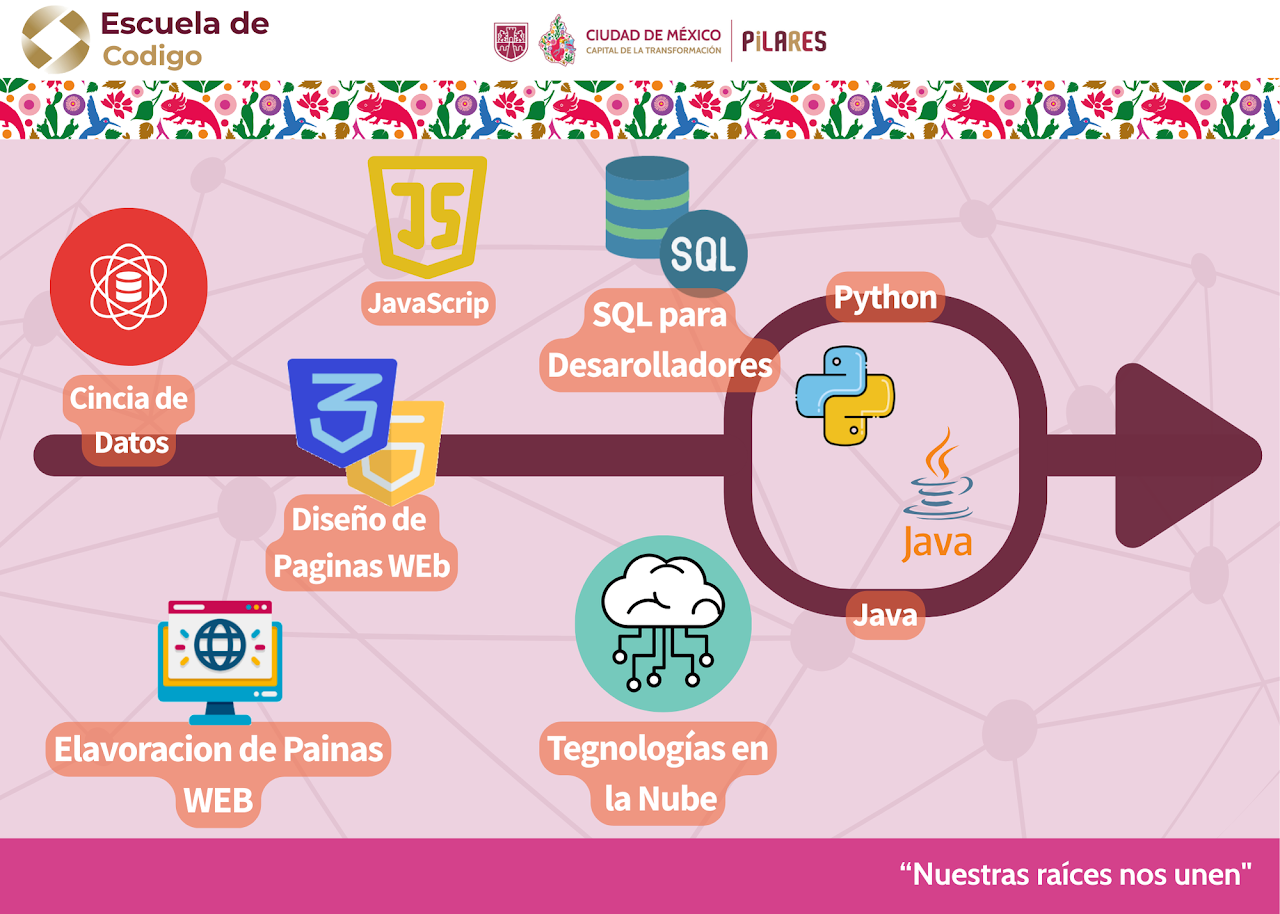 Escuela de
Codigo
CIUDAD DE MÉXICO
CAPITAL DE LA TRANSFORMACIÓN
PiLARES
JS
JavaScrip
SQL
SQL para
Desarolladores
Python
Cincia de
Datos
Diseño de
Paginas WEb
Java
Java
Elavoracion de Painas
WEB
Tegnologías en
la Nube
“Nuestras raíces nos unen"